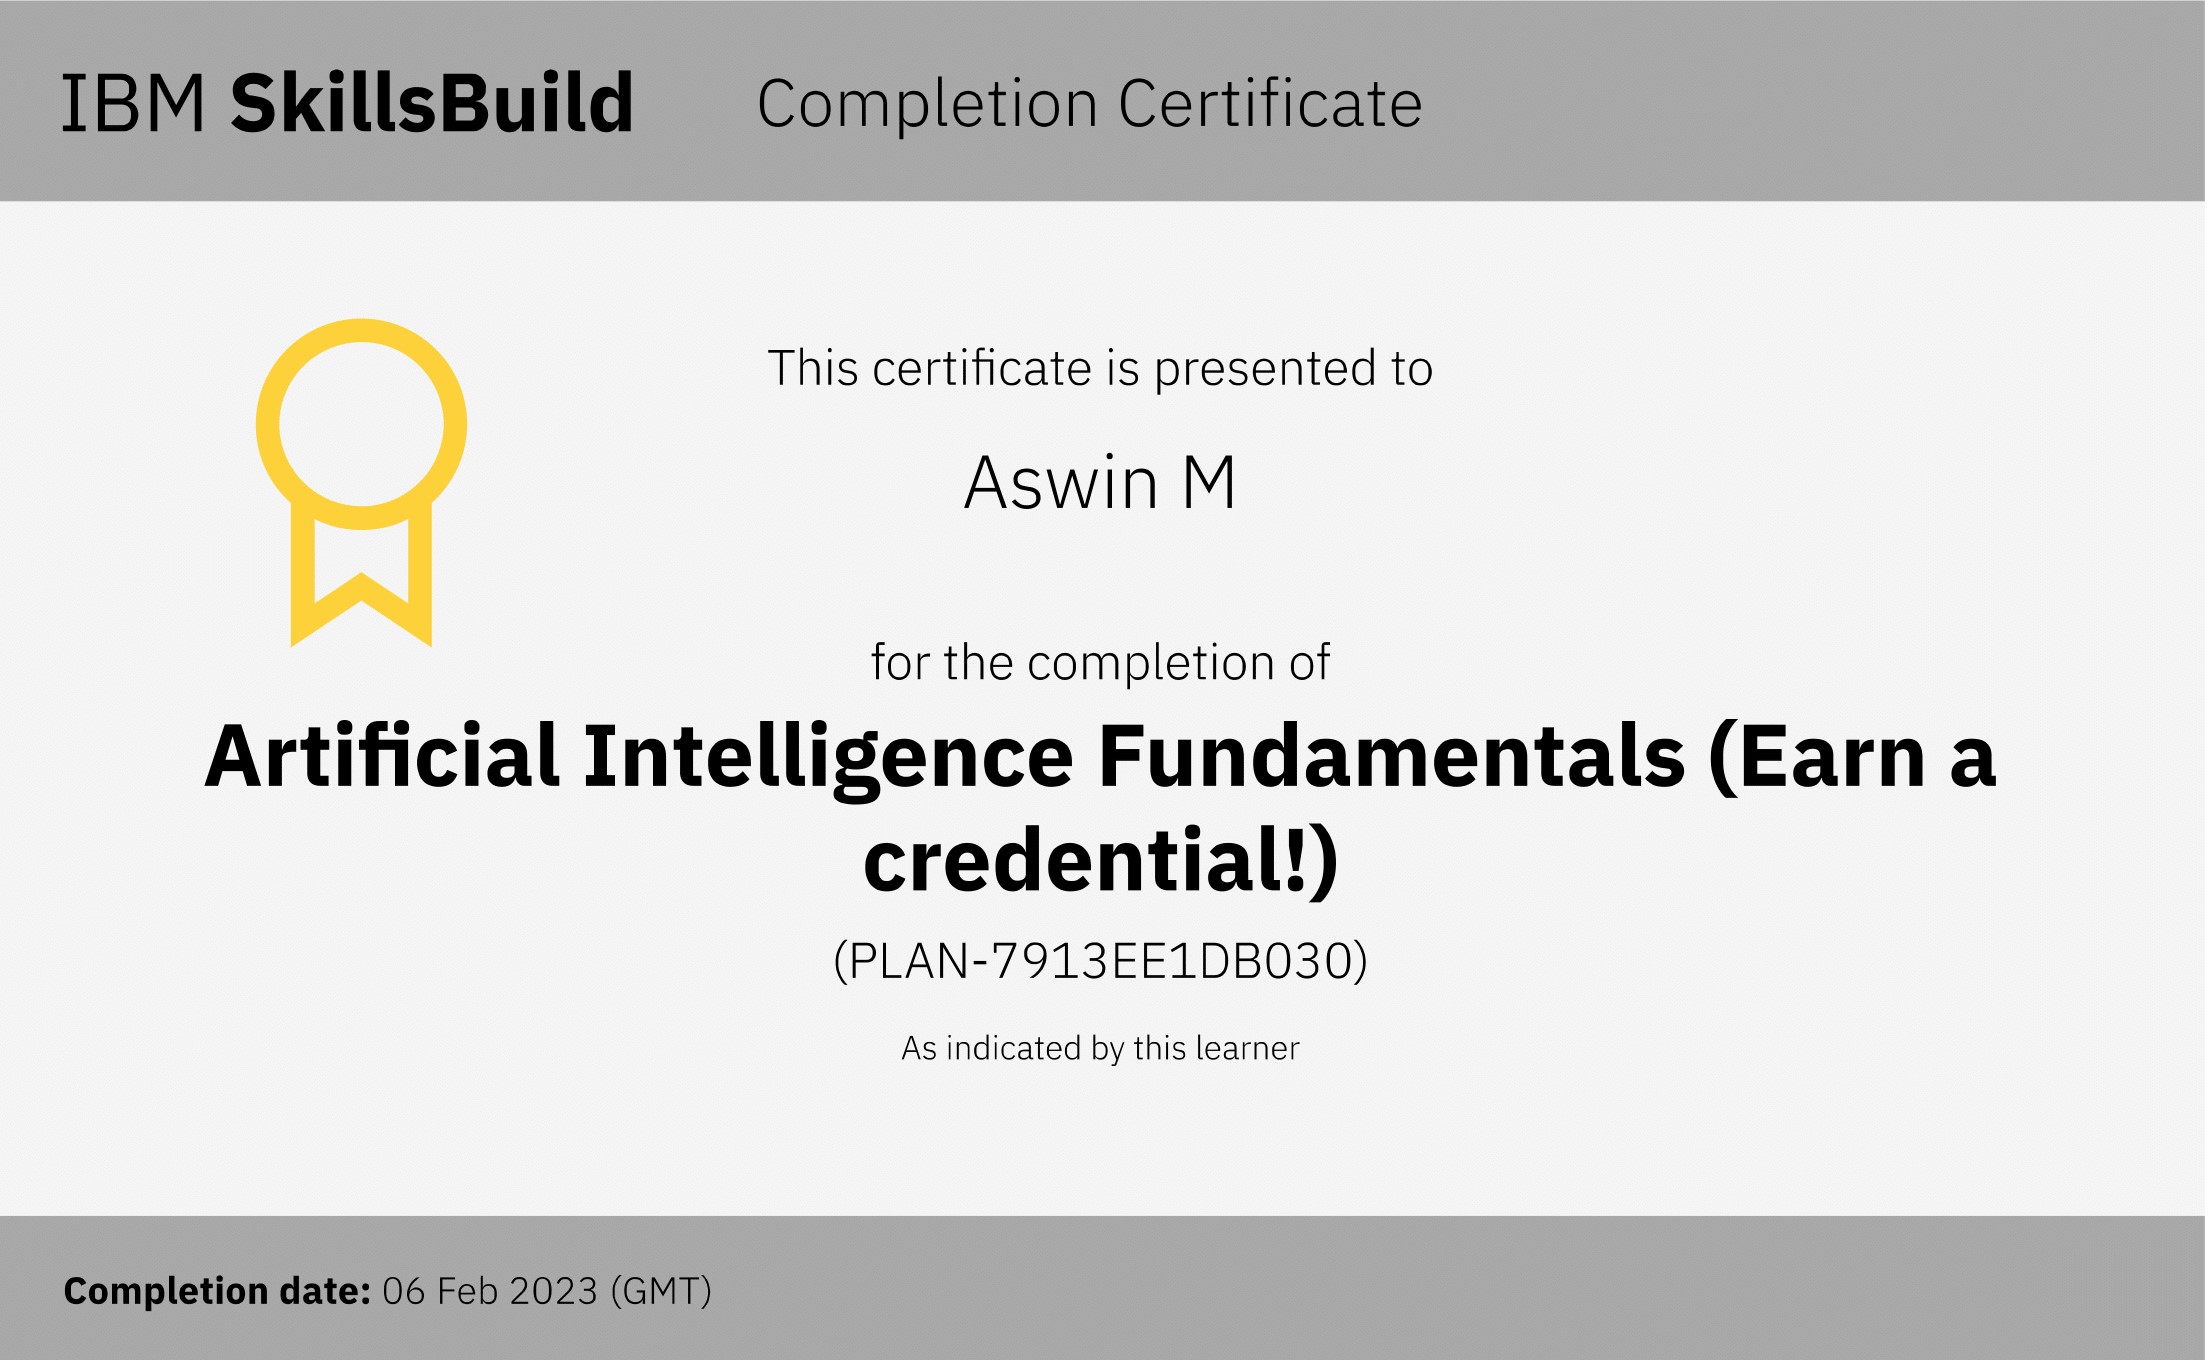 IBM SkillsBuild Completion Certificate
This certificate is presented to
Aswin M
for the completion of
Artificial Intelligence Fundamentals (Earn a
credential!)
(PLAN-7913EE1DB030)
As indicated by this learner
Completion date: 06 Feb 2023 (GMT)